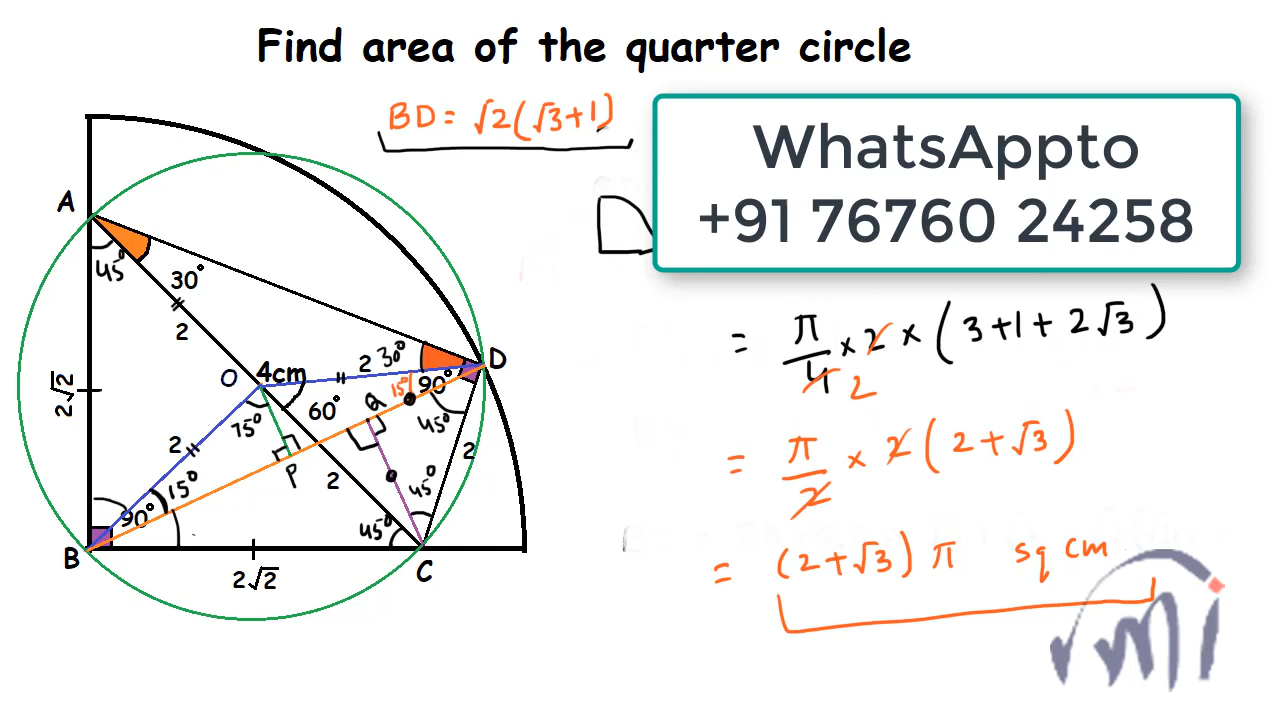 Find area of the quarter circle
BD = √2(√3+1)
WhatsAppto
+91 76760 24258
A
45°
30°
2
2√2
O
4cm
2
30°
D
15°
90°
60°
Q
45°
75°
2
P
2
45°
2
15°
90°
45°
B
C
2√2
= π/4 × 2 × (3+1+2√3)
2
= π/2 × 2 (2+√3)
= (2+√3) π sq cm
rmi